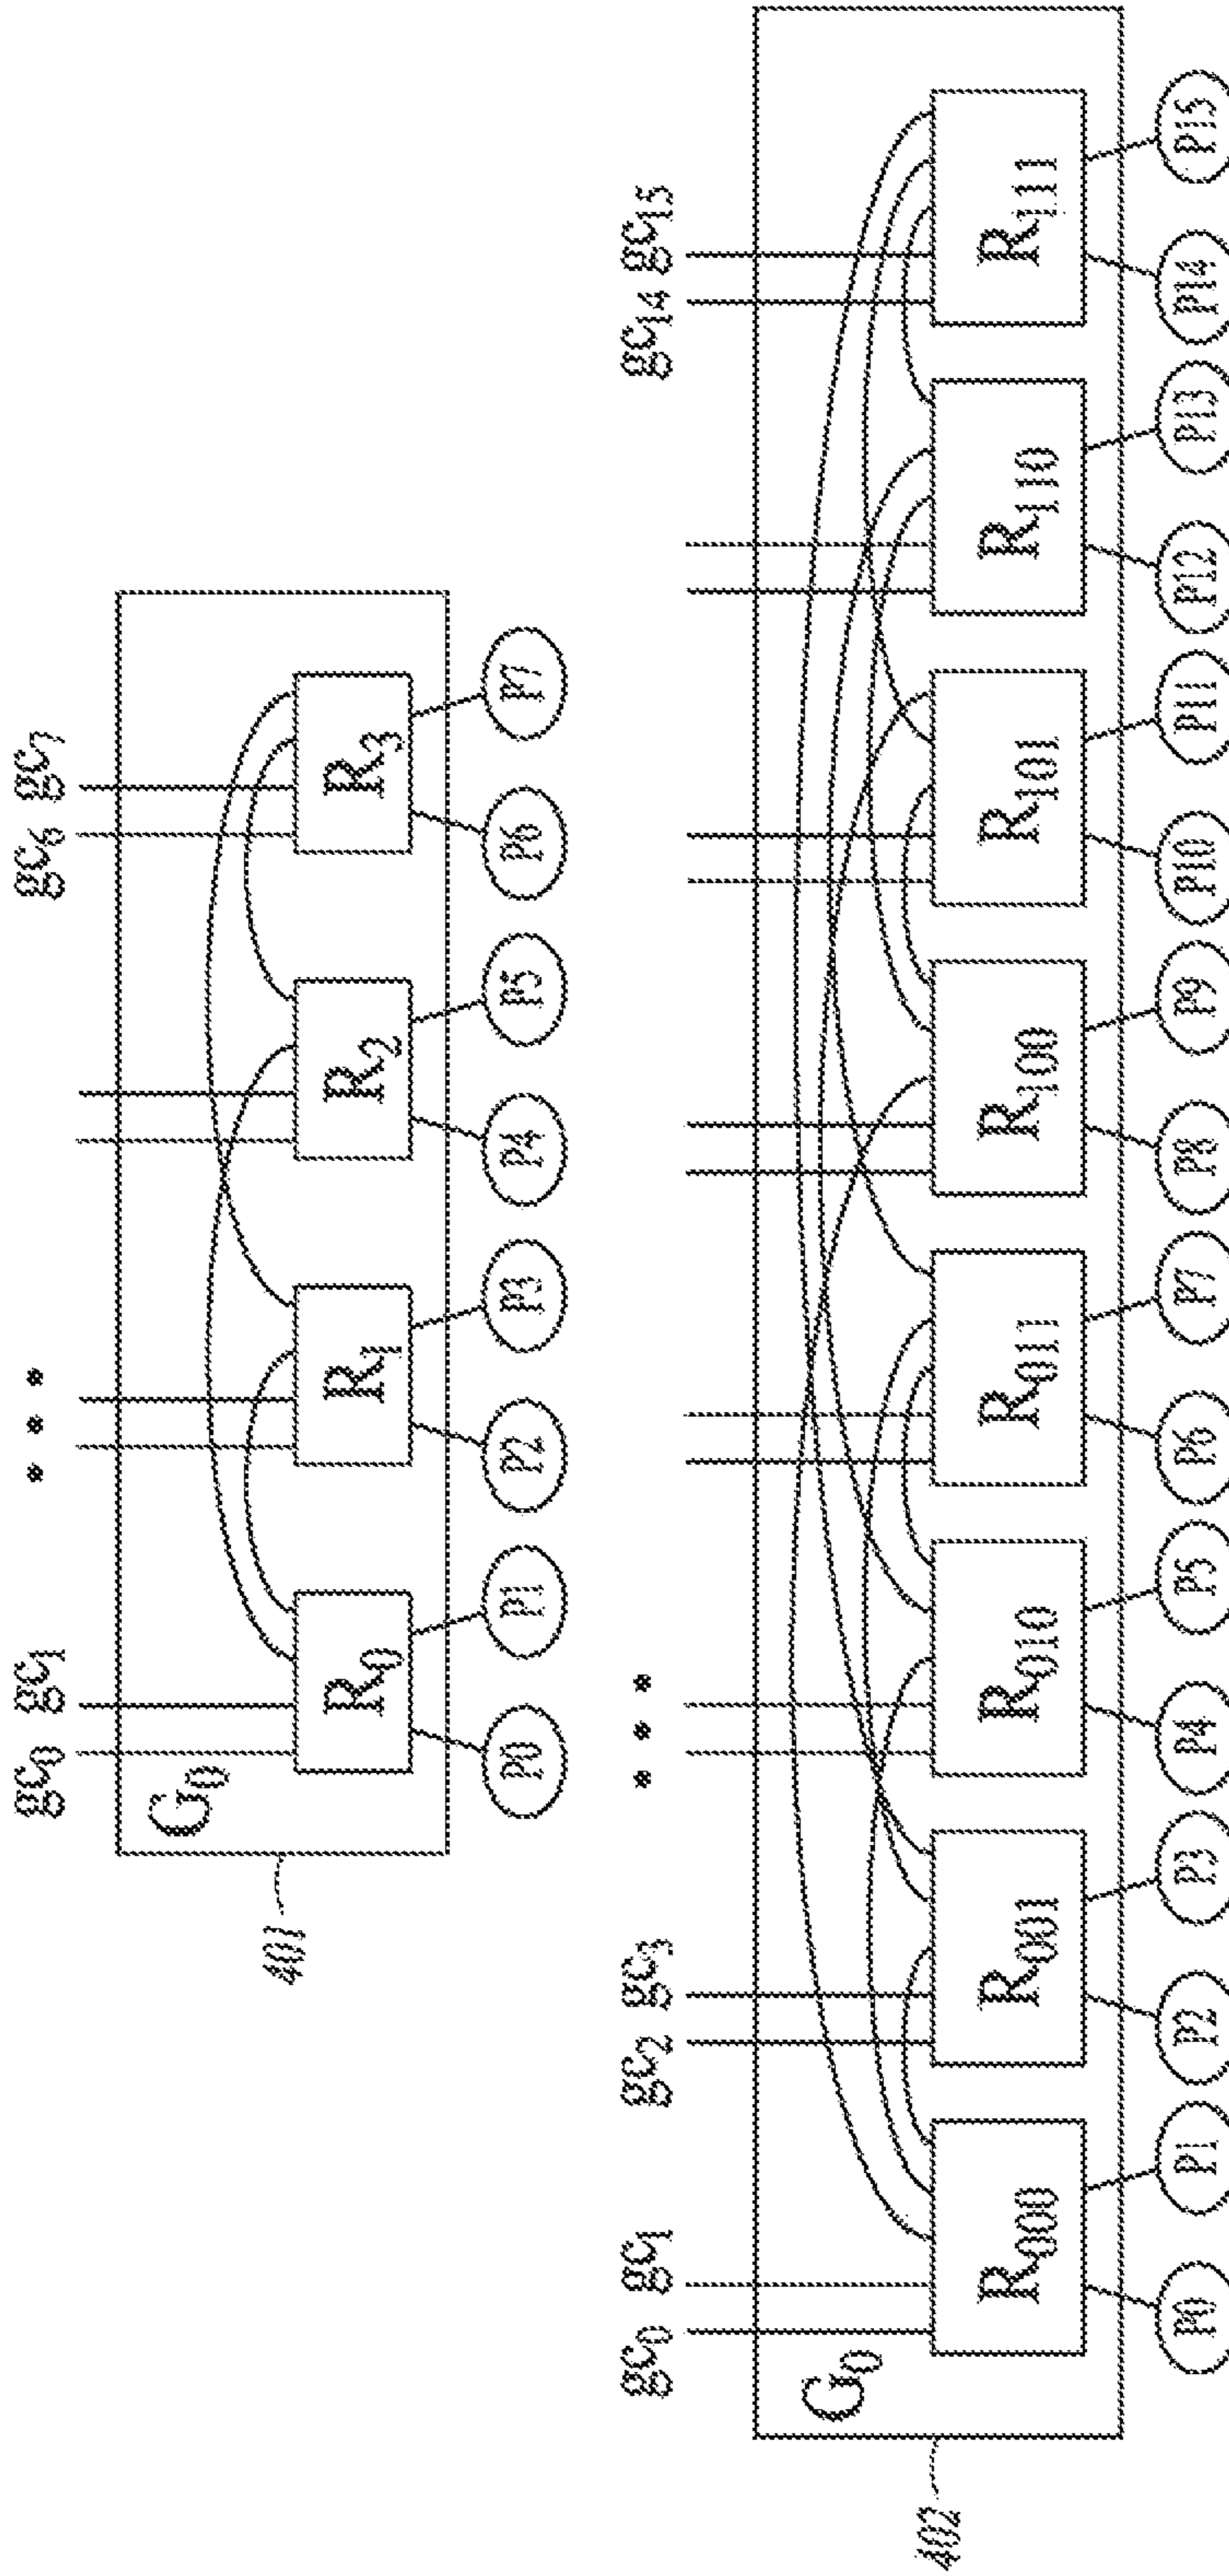 gc0 gc1 • • • gc6 gc7
G0
401
R0 R1 R2 R3
P0 P1 P2 P3 P4 P5 P6 P7
gc0 gc1 gc2 gc3 • • • gc14 gc15
G0
402
R000 R001 R010 R011 R100 R101 R110 R111
P0 P1 P2 P3 P4 P5 P6 P7 P8 P9 P10 P11 P12 P13 P14 P15